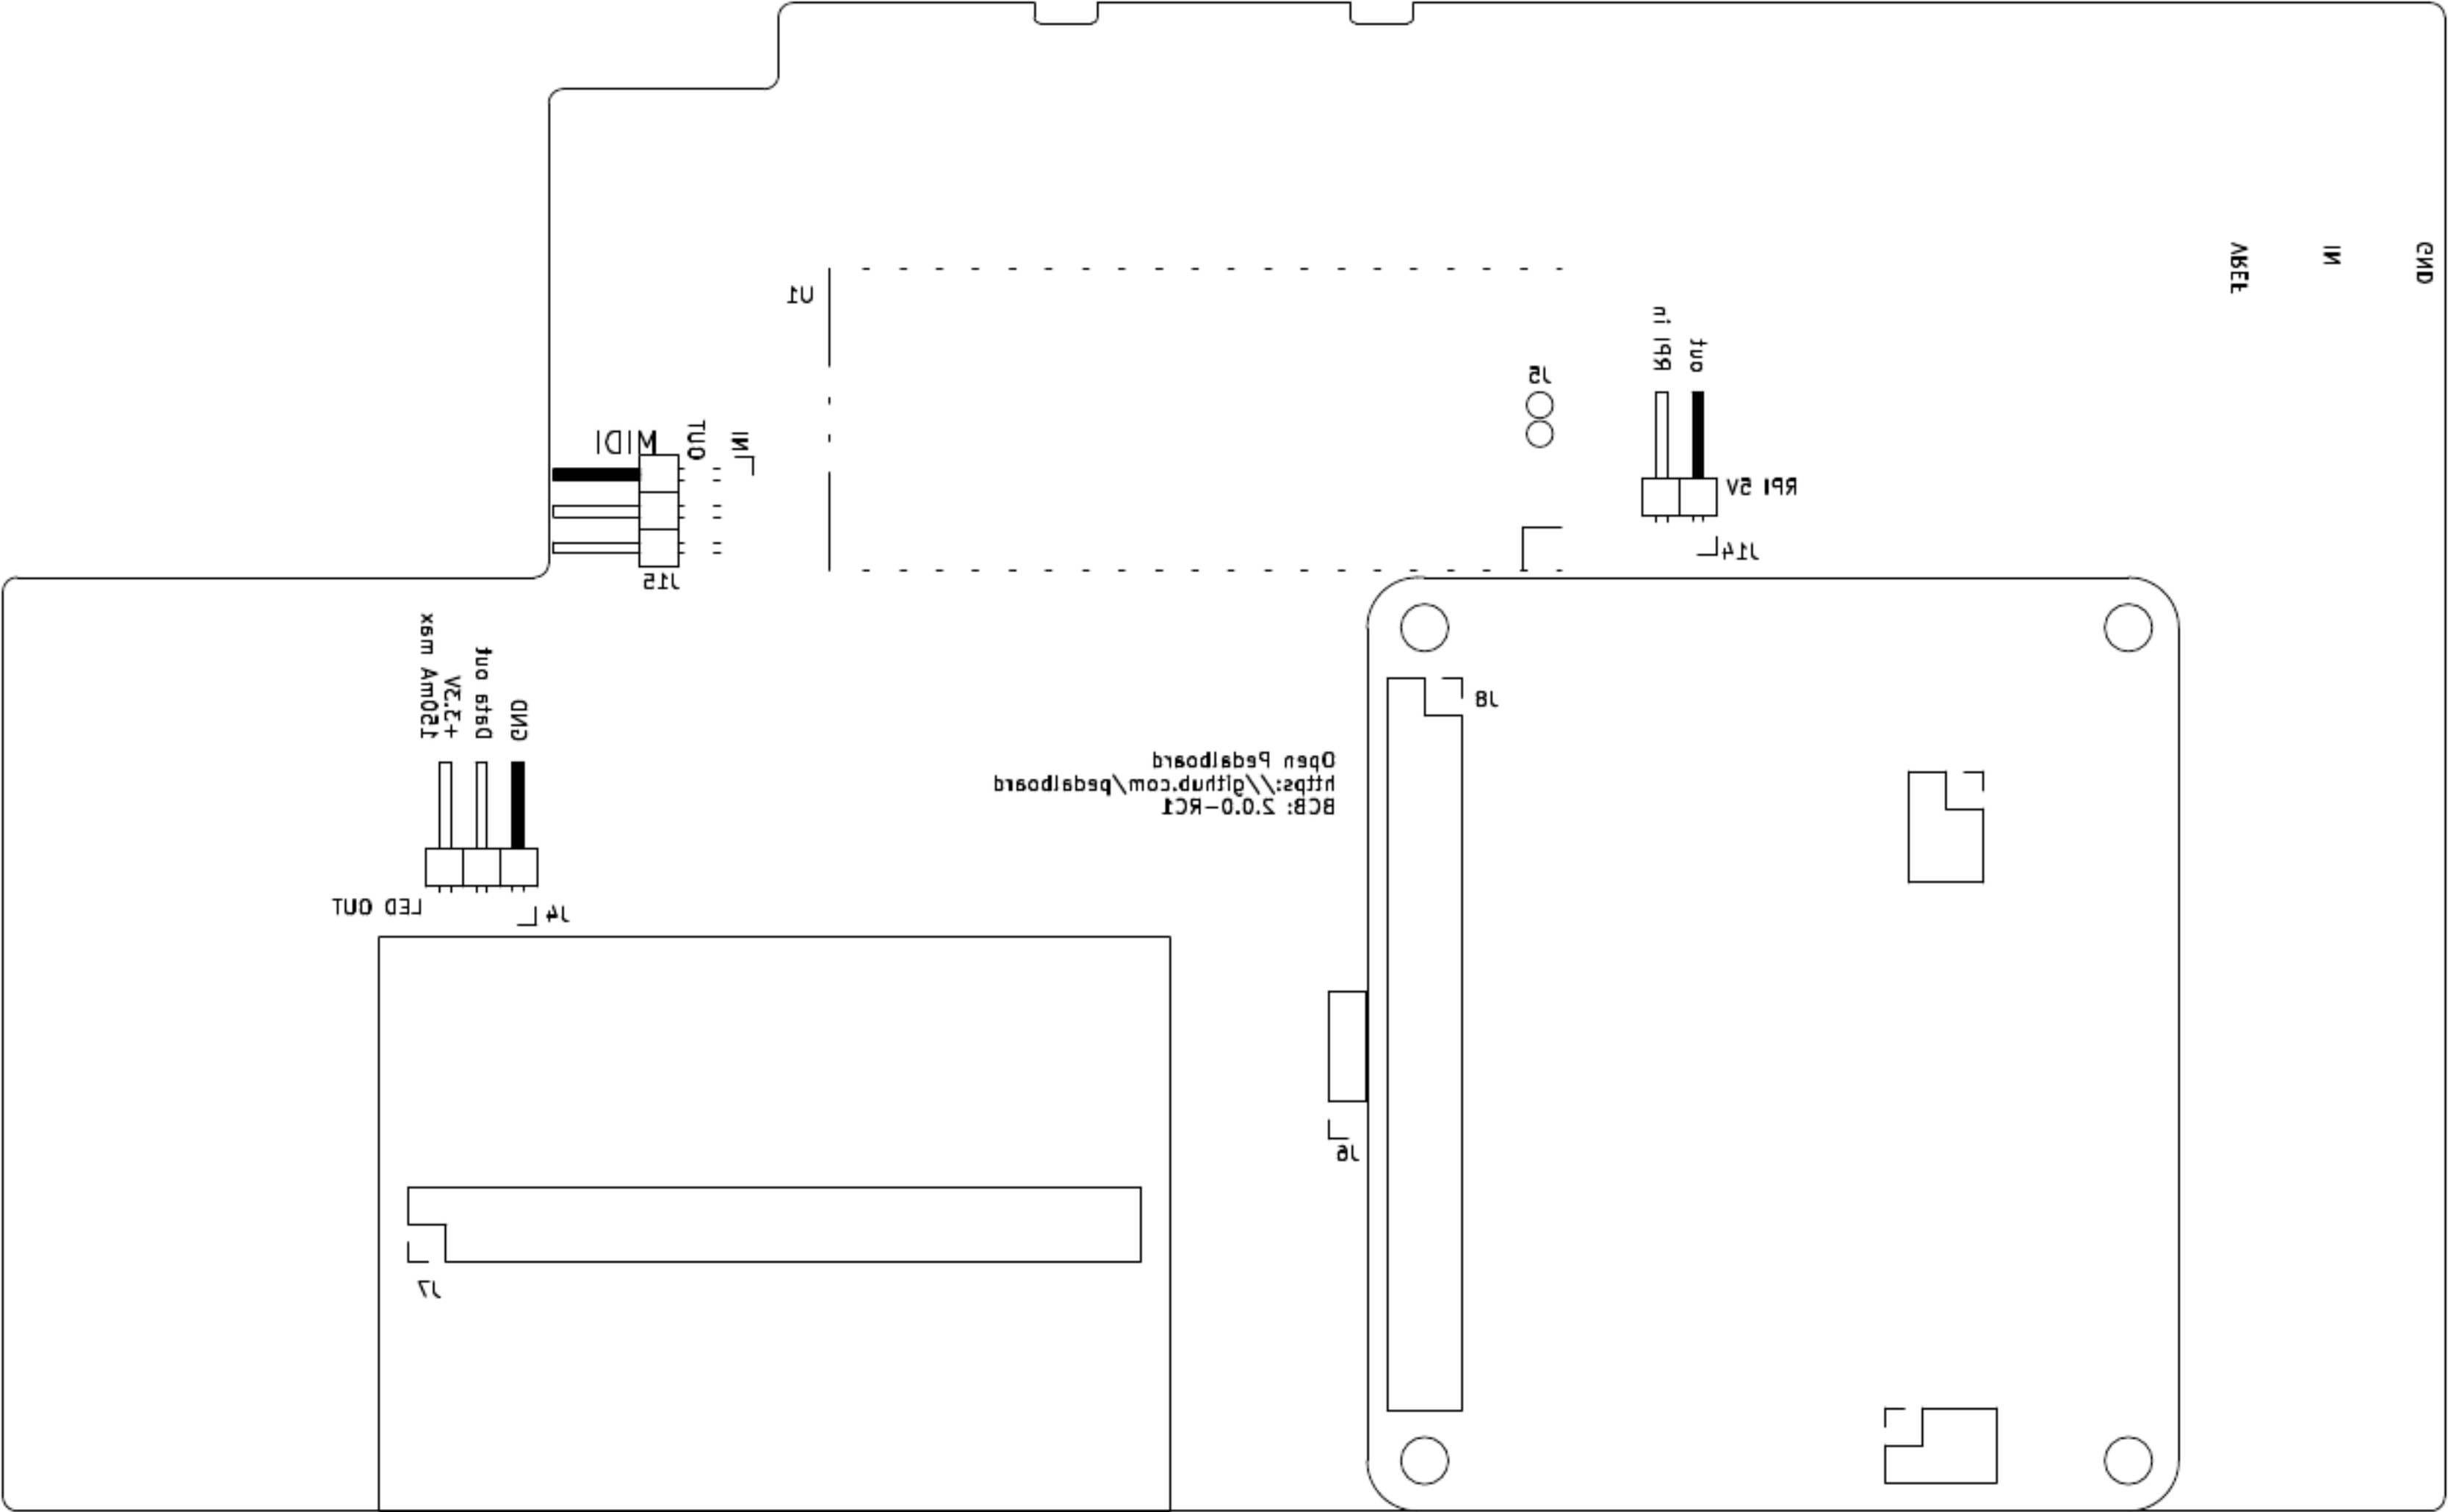 VREF
IN
GND
U1
RPI in
out
J5
MIDI
OUT
IN
RPI 5V
J14
J15
150mA max
+3.3V
Data out
GND
J8
Open Pedalboard
https://github.com/pedalboard
BCB: 2.0.0-RC1
LED OUT
J4
J6
J7